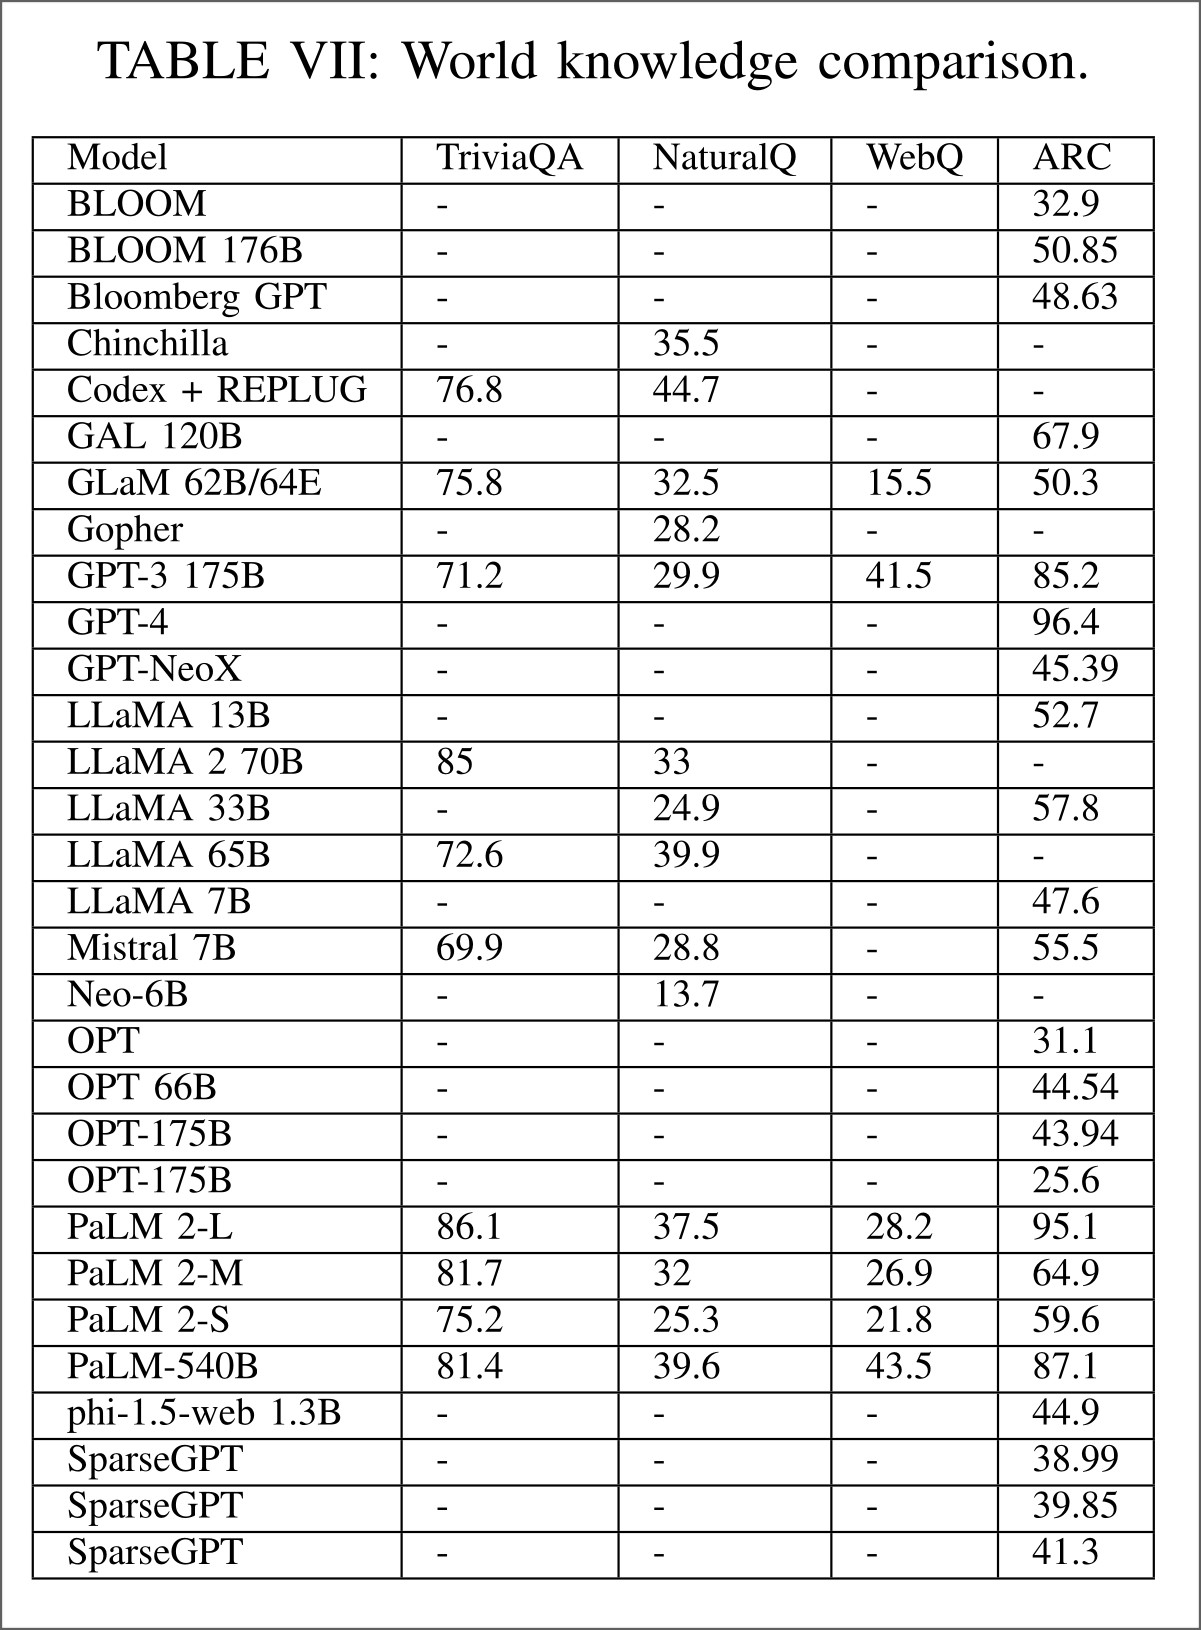 TABLE VII: World knowledge comparison.
Model TriviaQA NaturalQ WebQ ARC
BLOOM - - - 32.9
BLOOM 176B - - - 50.85
Bloomberg GPT - - - 48.63
Chinchilla - 35.5 - -
Codex + REPLUG 76.8 44.7 - -
GAL 120B - - - 67.9
GLaM 62B/64E 75.8 32.5 15.5 50.3
Gopher - 28.2 - -
GPT-3 175B 71.2 29.9 41.5 85.2
GPT-4 - - - 96.4
GPT-NeoX - - - 45.39
LLaMA 13B - - - 52.7
LLaMA 2 70B 85 33 - -
LLaMA 33B - 24.9 - 57.8
LLaMA 65B 72.6 39.9 - -
LLaMA 7B - - - 47.6
Mistral 7B 69.9 28.8 - 55.5
Neo-6B - 13.7 - -
OPT - - - 31.1
OPT 66B - - - 44.54
OPT-175B - - - 43.94
OPT-175B - - - 25.6
PaLM 2-L 86.1 37.5 28.2 95.1
PaLM 2-M 81.7 32 26.9 64.9
PaLM 2-S 75.2 25.3 21.8 59.6
PaLM-540B 81.4 39.6 43.5 87.1
phi-1.5-web 1.3B - - - 44.9
SparseGPT - - - 38.99
SparseGPT - - - 39.85
SparseGPT - - - 41.3